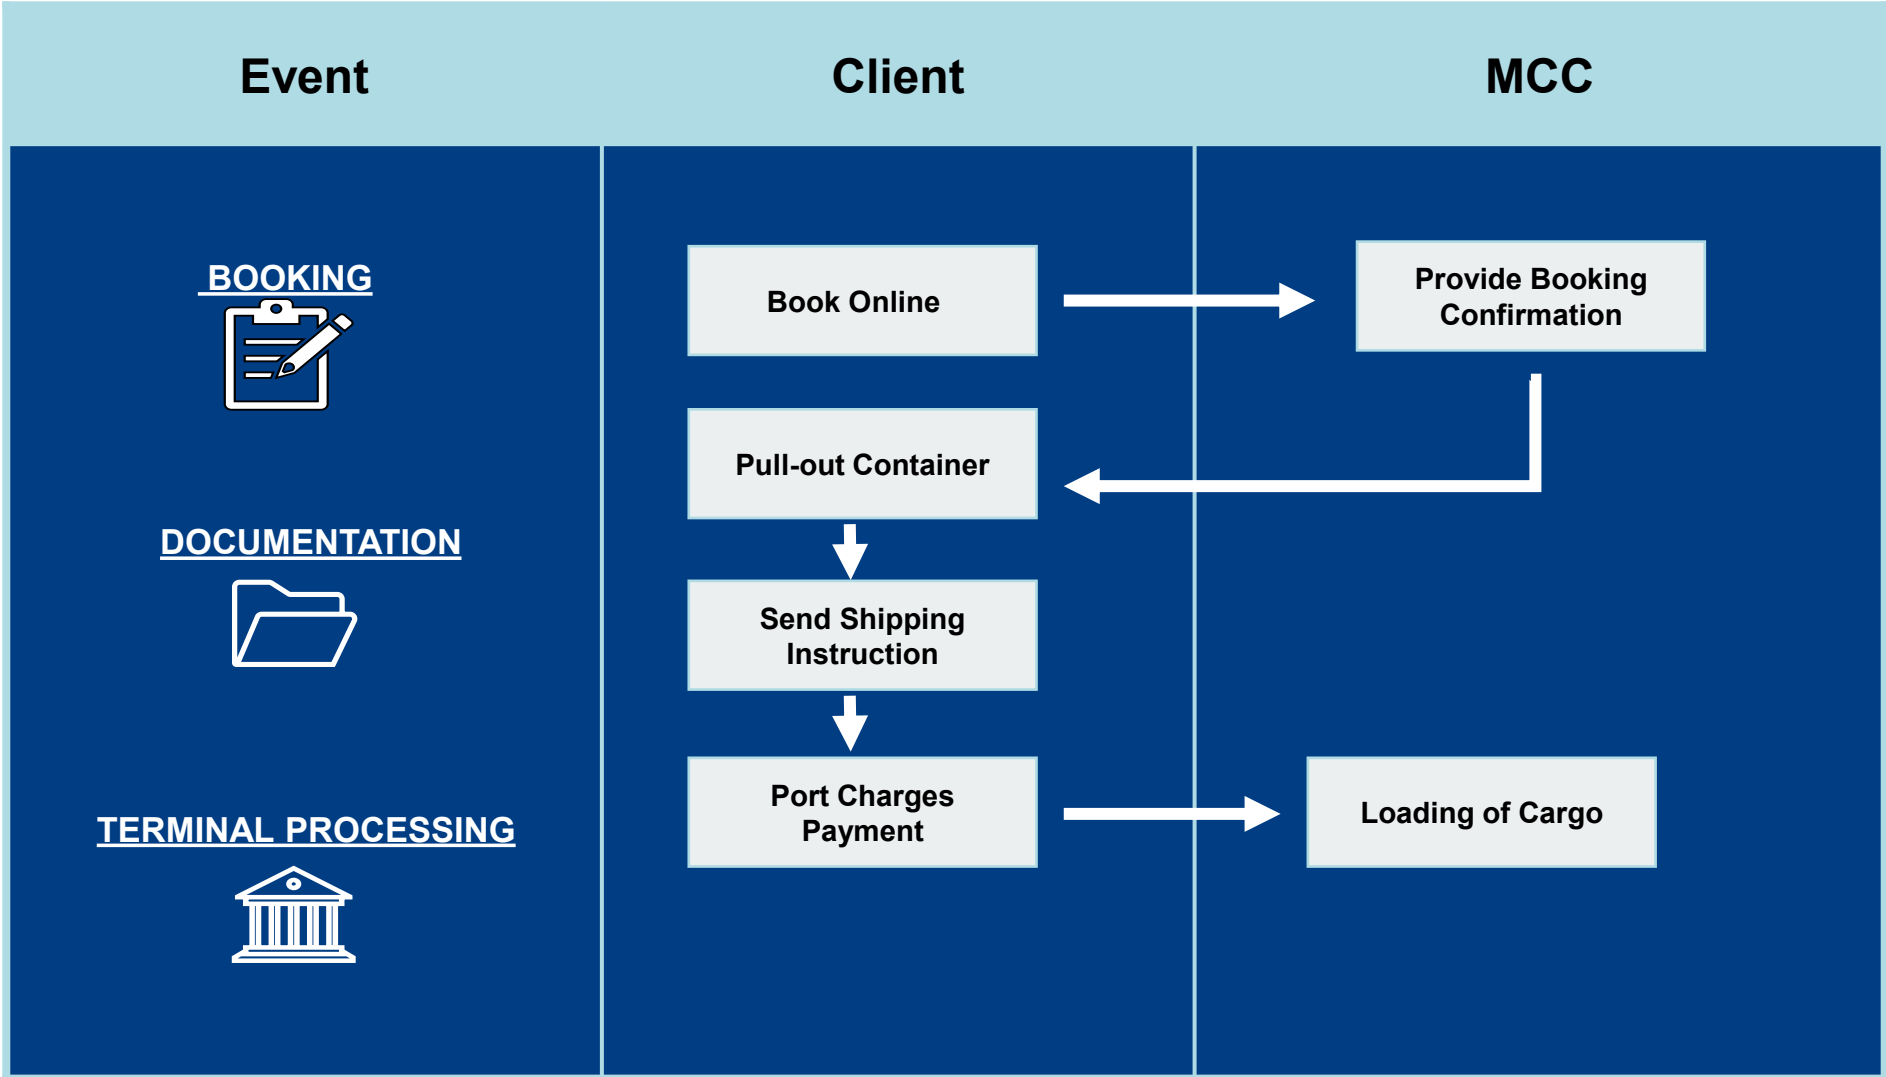 Event
Client
MCC
BOOKING
Book Online
Provide Booking
Confirmation
Pull-out Container
DOCUMENTATION
Send Shipping
Instruction
TERMINAL PROCESSING
Port Charges
Payment
Loading of Cargo